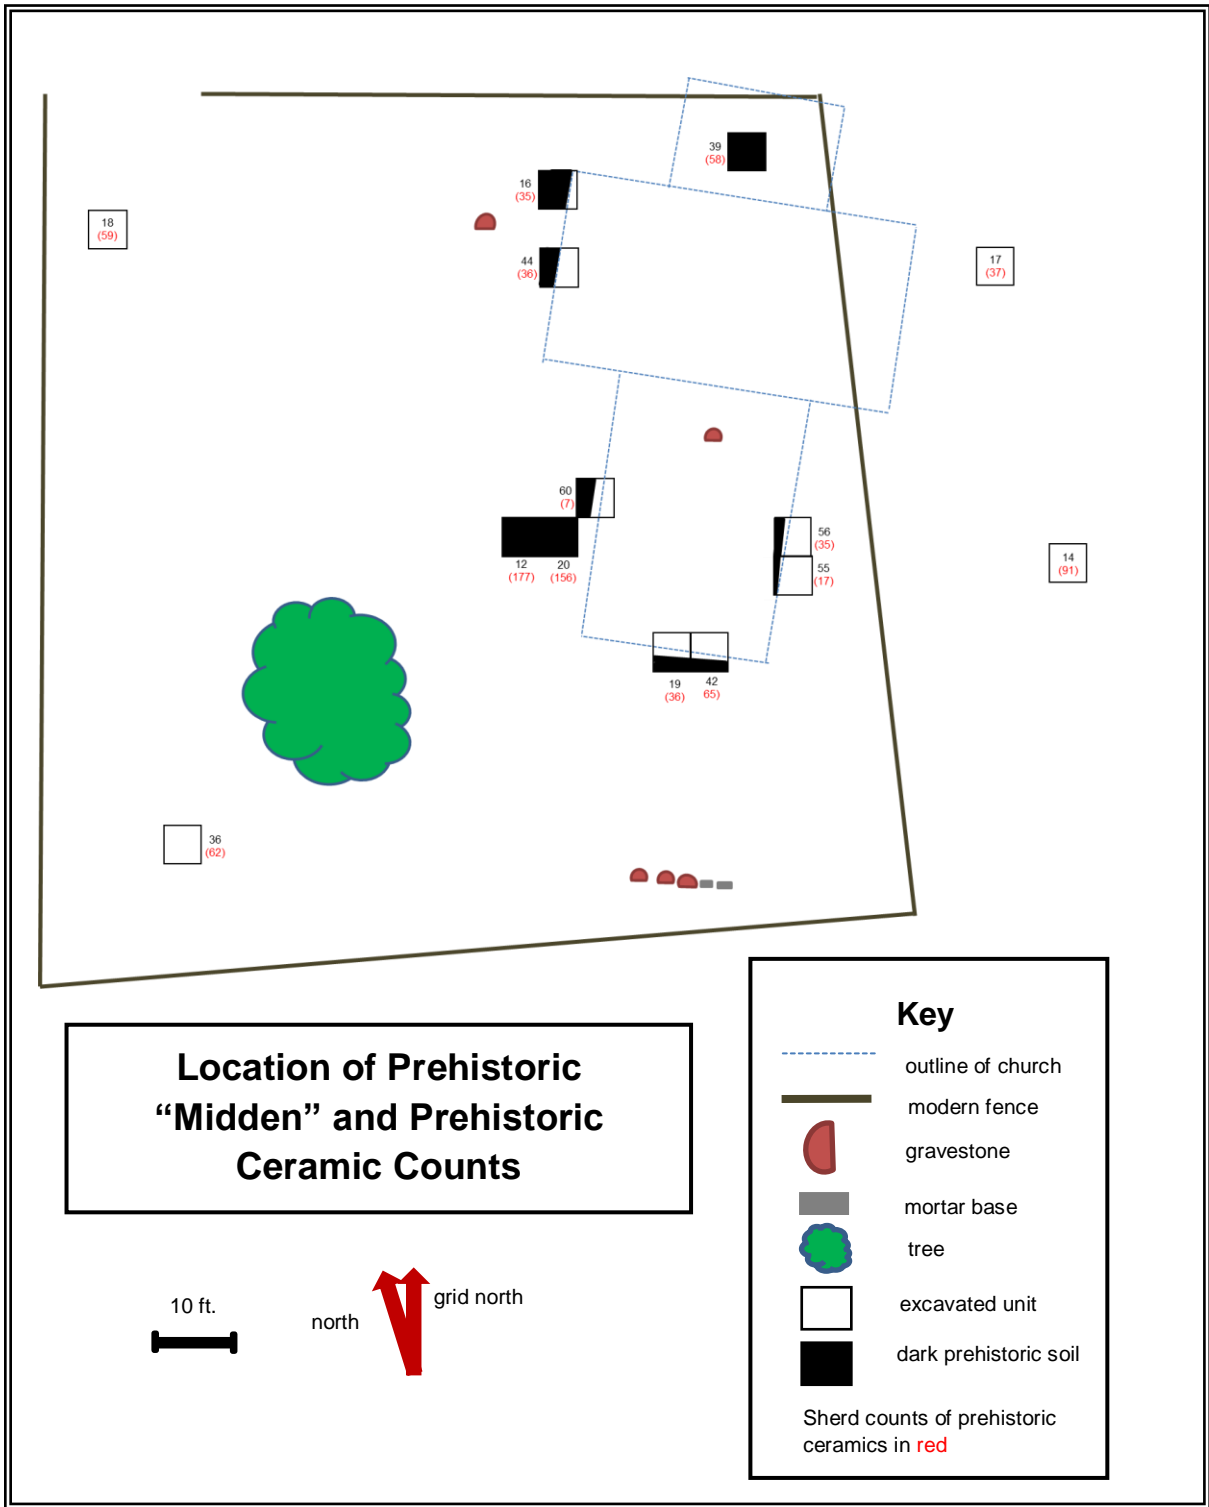 39
(58)
16
(35)
18
(59)
44
(36)
17
(37)
60
(7)
56
(35)
12 20
(177) (156)
55
(17)
14
(91)
19 42
(36) 65)
36
(62)
Location of Prehistoric
“Midden” and Prehistoric
Ceramic Counts
10 ft.
north
grid north
Key
outline of church
modern fence
gravestone
mortar base
tree
excavated unit
dark prehistoric soil
Sherd counts of prehistoric
ceramics in red